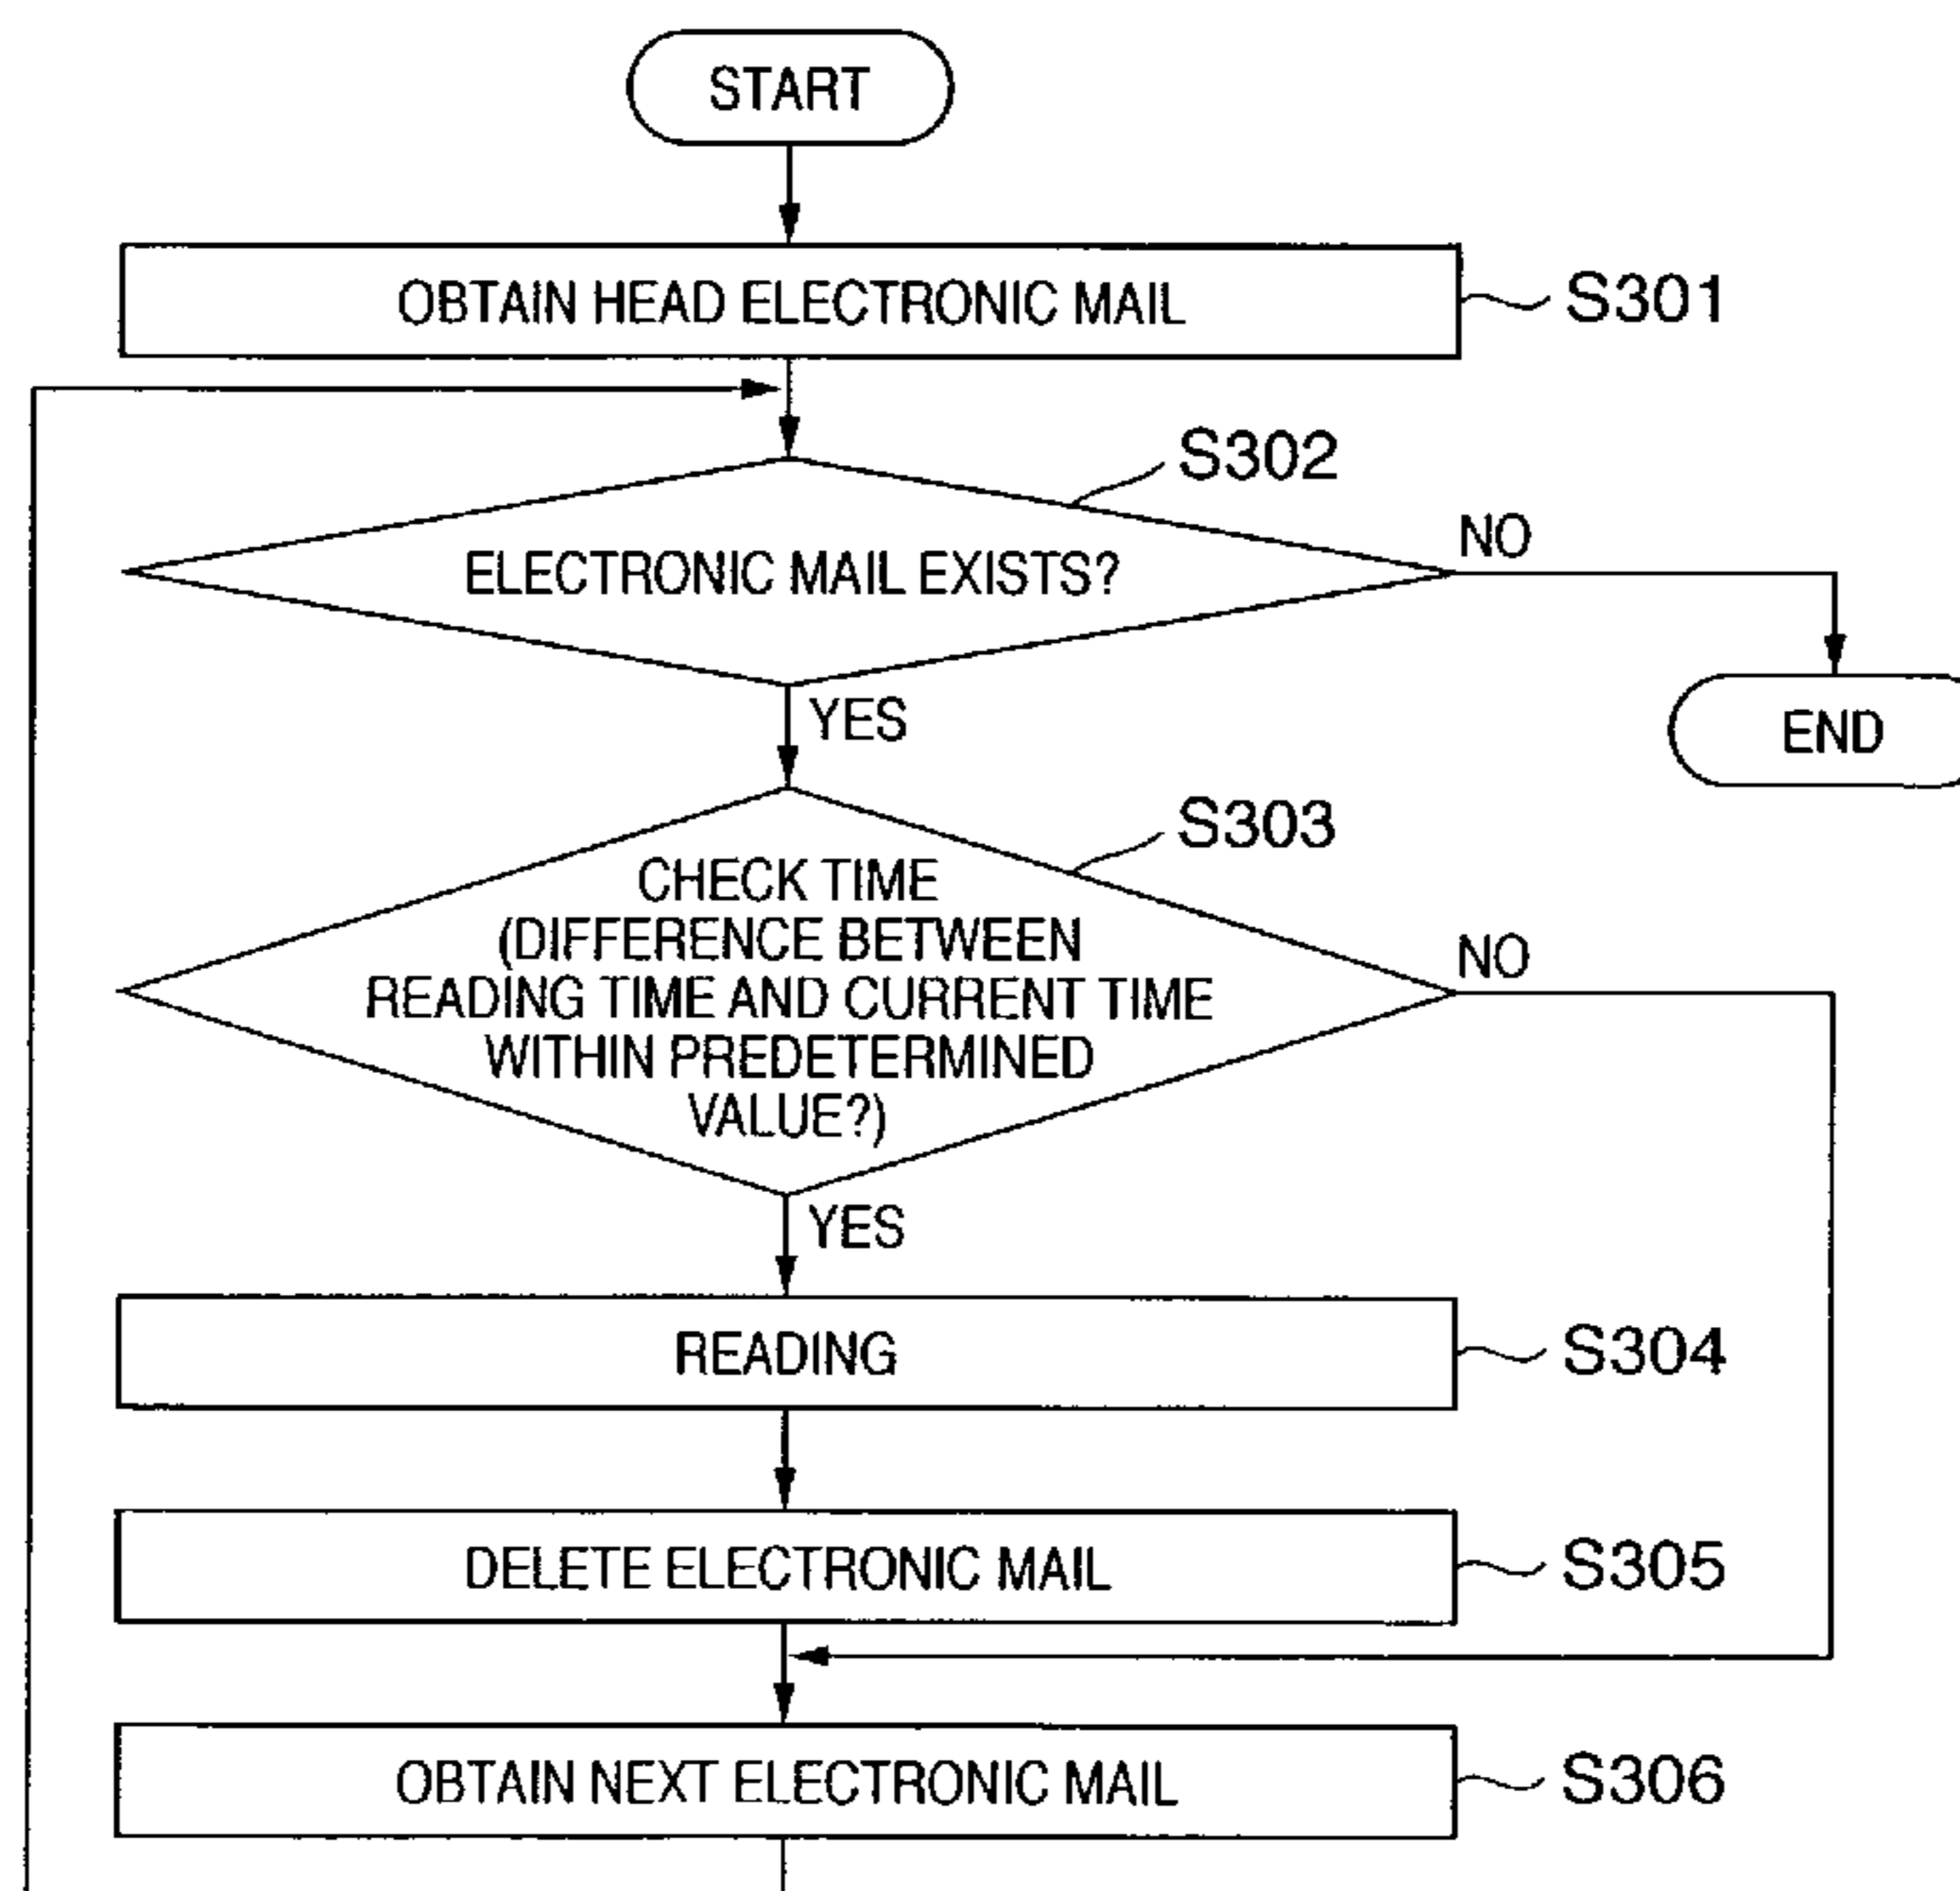 START
OBTAIN HEAD ELECTRONIC MAIL
S301
S302
ELECTRONIC MAIL EXISTS?
NO
YES
END
S303
CHECK TIME
(DIFFERENCE BETWEEN
READING TIME AND CURRENT TIME
WITHIN PREDETERMINED
VALUE?)
NO
YES
READING
S304
DELETE ELECTRONIC MAIL
S305
OBTAIN NEXT ELECTRONIC MAIL
S306